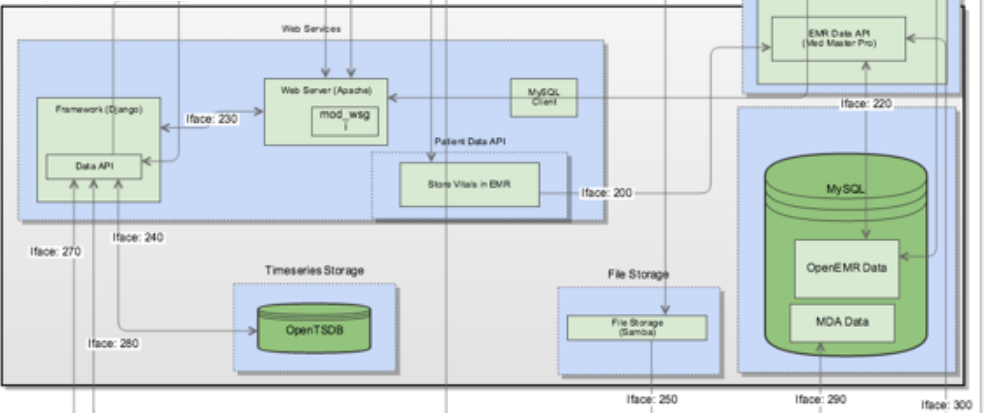 Web Services
EMR Data API
(Med Master Pro)
Web Server (Apache)
mod_wsg
i
MySQL
Client
Framework (Django)
Iface: 230
Iface: 220
Patient Data API
Data API
Store Vitals in EMR
Iface: 200
MySQL
Iface: 240
Iface: 270
Timeseries Storage
File Storage
OpenEMR Data
OpenTSDB
File Storage
(Samba)
MDA Data
Iface: 280
Iface: 250
Iface: 290
Iface: 300